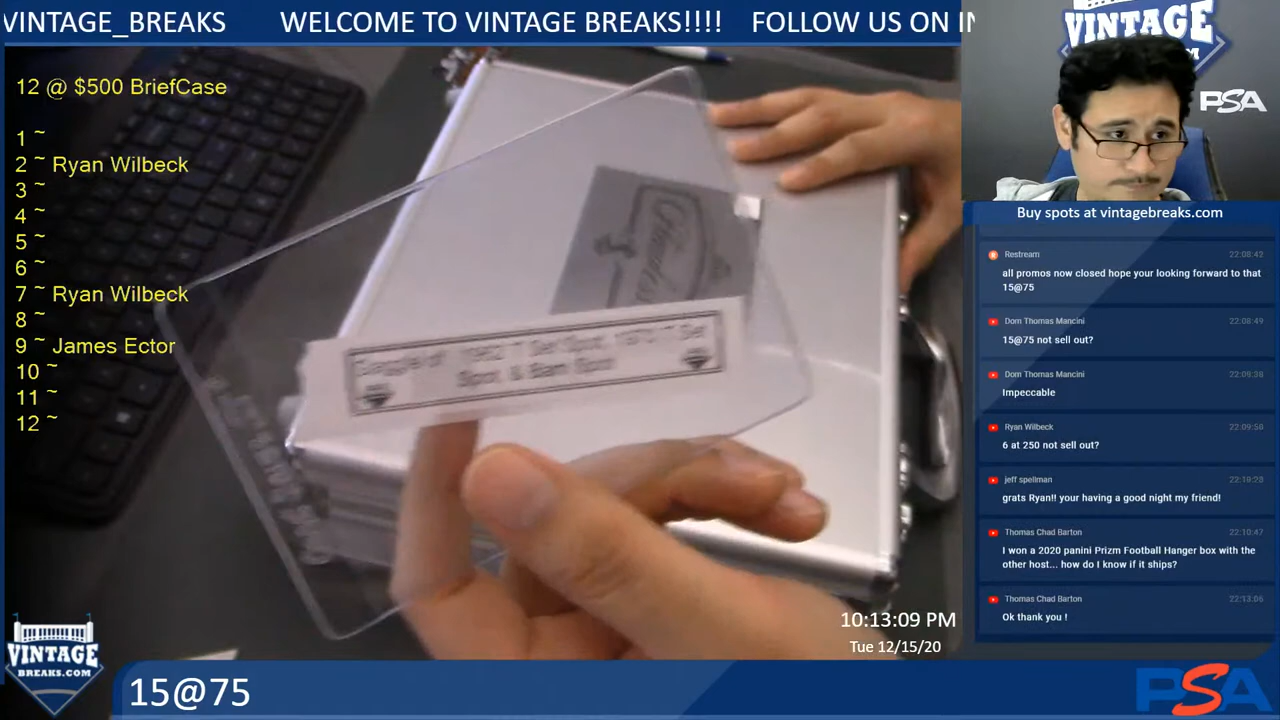 VINTAGE_BREAKS WELCOME TO VINTAGE BREAKS!!!! FOLLOW US ON IN
12 @ $500 BriefCase
1 ~
2 ~ Ryan Wilbeck
3 ~
4 ~
5 ~
6 ~
7 ~ Ryan Wilbeck
8 ~
9 ~ James Ector
10 ~
11 ~
12 ~
Spot & 8am Spot
10:13:09 PM
Tue 12/15/20
VINTAGE
BREAKS.COM
15@75
PSA
VINTAGE
PSA
Buy spots at vintagebreaks.com
Restream 22:08:42
all promos now closed hope your looking forward to that
15@75
Dom Thomas Mancini 22:08:49
15@75 not sell out?
Dom Thomas Mancini 22:09:38
Impeccable
Ryan Wilbeck 22:09:58
6 at 250 not sell out?
jeff spellman 22:10:28
grats Ryan!! your having a good night my friend!
Thomas Chad Barton 22:10:47
I won a 2020 panini Prizm Football Hanger box with the
other host... how do I know if it ships?
Thomas Chad Barton 22:13:06
Ok thank you !